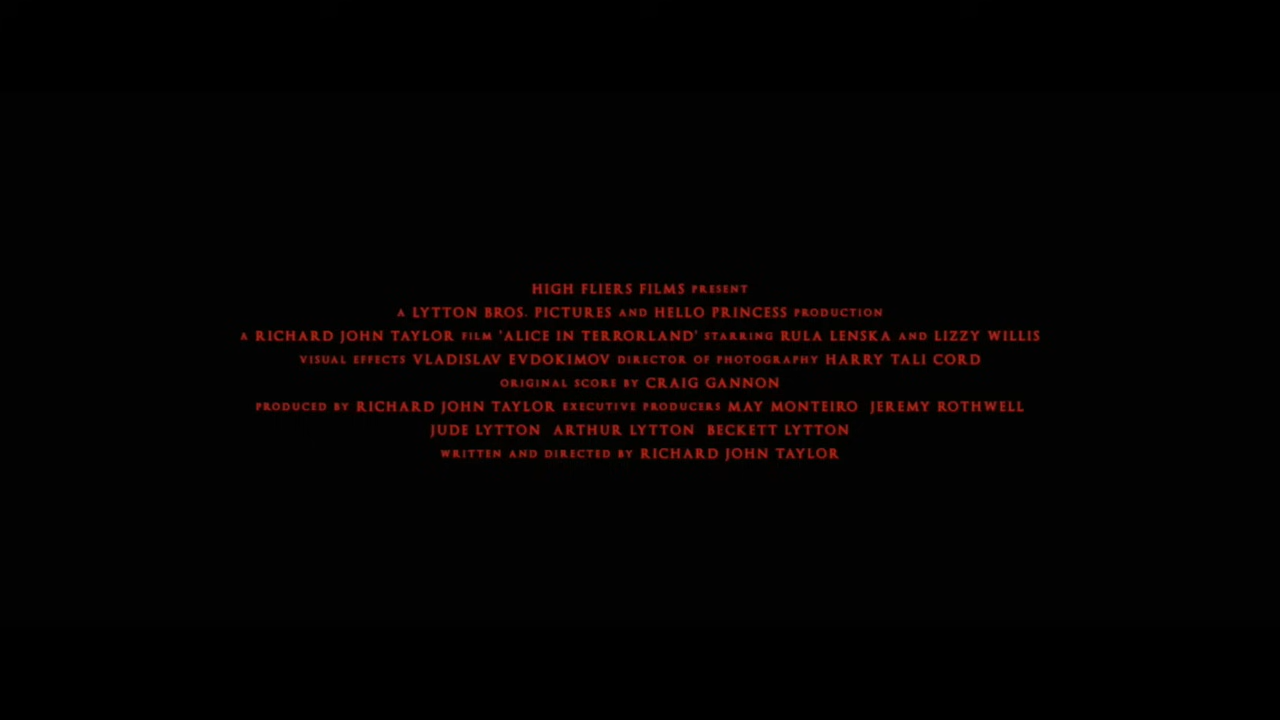 HIGH FLIERS FILMS PRESENT
A LYTTON BROS. PICTURES AND HELLO PRINCESS PRODUCTION
A RICHARD JOHN TAYLOR FILM 'ALICE IN TERRORLAND' STARRING RULA LENSKA AND LIZZY WILLIS
VISUAL EFFECTS VLADISLAV EVDOKIMOV DIRECTOR OF PHOTOGRAPHY HARRY TALI CORD
ORIGINAL SCORE BY CRAIG GANNON
PRODUCED BY RICHARD JOHN TAYLOR EXECUTIVE PRODUCERS MAY MONTEIRO JEREMY ROTHWELL
JUDE LYTTON ARTHUR LYTTON BECKETT LYTTON
WRITTEN AND DIRECTED BY RICHARD JOHN TAYLOR